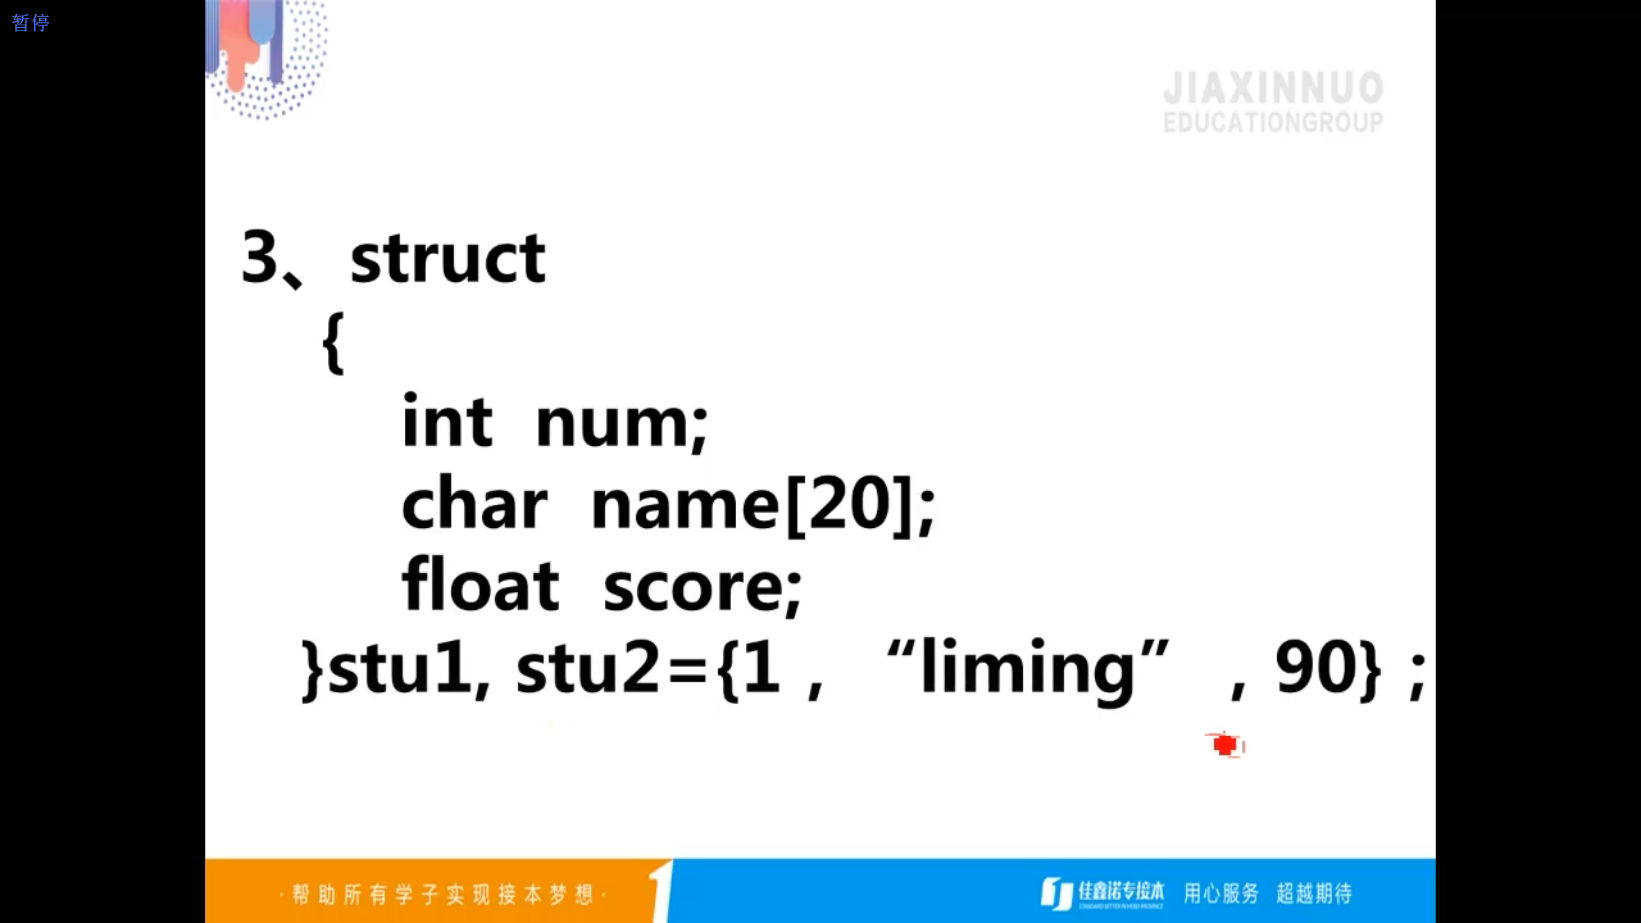 暂停
JIAXINNUO
EDUCATIONGROUP
3、struct
{
int num;
char name[20];
float score;
}stu1, stu2={1 , “liming” , 90} ;
·帮助所有学子实现接本梦想·
佳鑫诺专接本
用心服务 超越期待